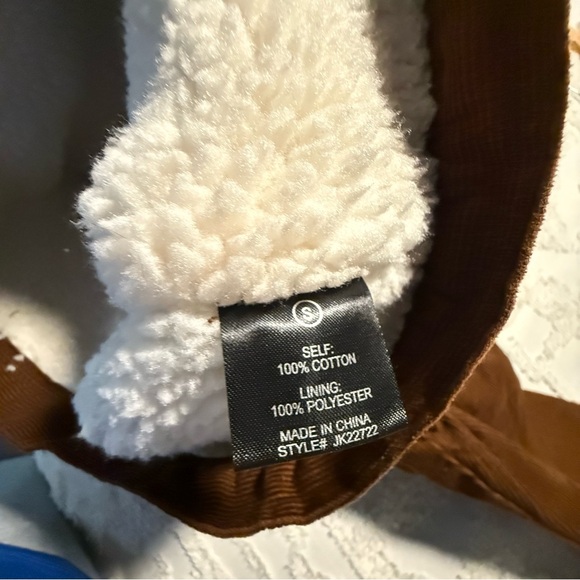 S
SELF:
100% COTTON
LINING:
100% POLYESTER
MADE IN CHINA
STYLE# JK22722